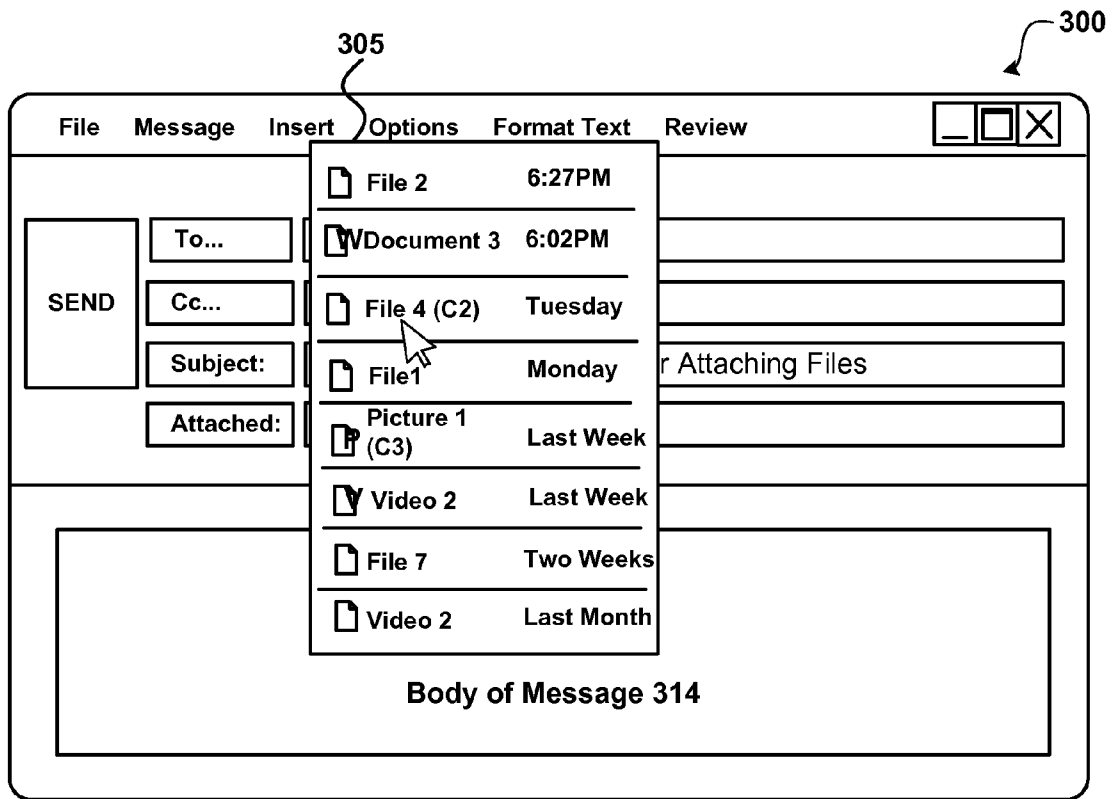 300
305
File Message Insert Options Format Text Review
File 2 6:27PM
To...
W Document 3 6:02PM
SEND
Cc...
File 4 (C2) Tuesday
Subject:
r Attaching Files
File1 Monday
Attached:
Picture 1
P (C3) Last Week
V Video 2 Last Week
File 7 Two Weeks
Video 2 Last Month
Body of Message 314